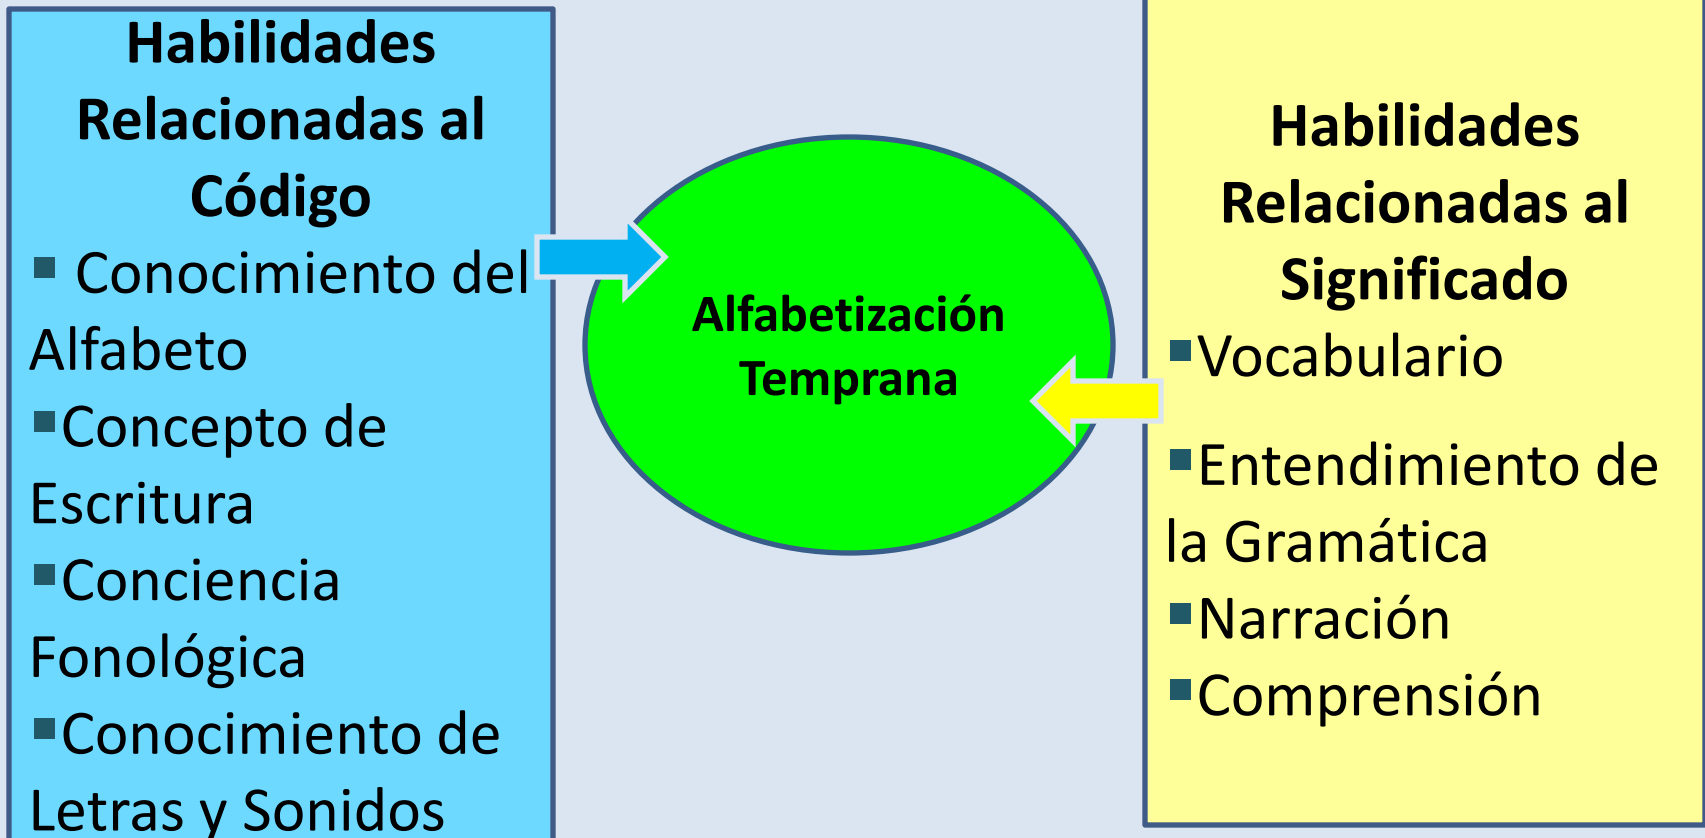 Habilidades
Relacionadas al
Código
▪ Conocimiento del
Alfabeto
▪Concepto de
Escritura
▪Conciencia
Fonológica
▪Conocimiento de
Letras y Sonidos
Alfabetización
Temprana
Habilidades
Relacionadas al
Significado
▪Vocabulario
▪Entendimiento de
la Gramática
▪Narración
▪Comprensión